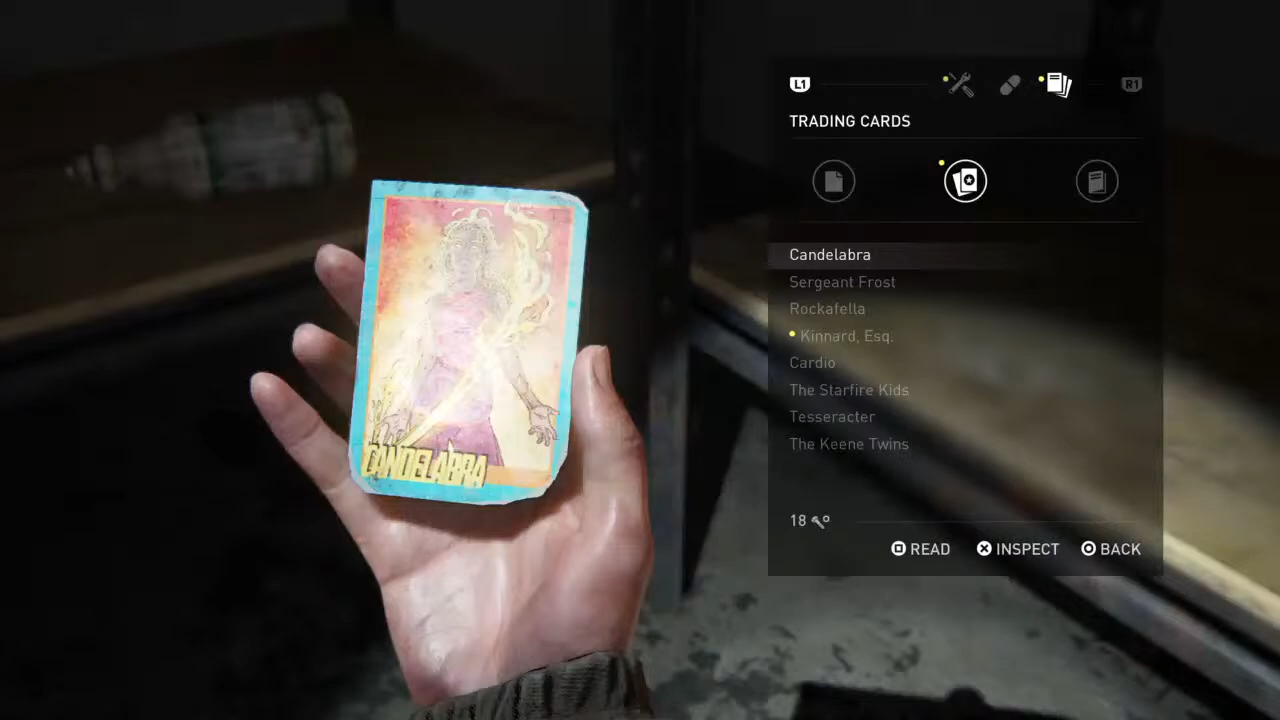 L1
R1
TRADING CARDS
Candelabra
Sergeant Frost
Rockafella
Kinnard, Esq.
Cardio
The Starfire Kids
Tesseracter
The Keene Twins
18
READ INSPECT BACK
CANDELABRA